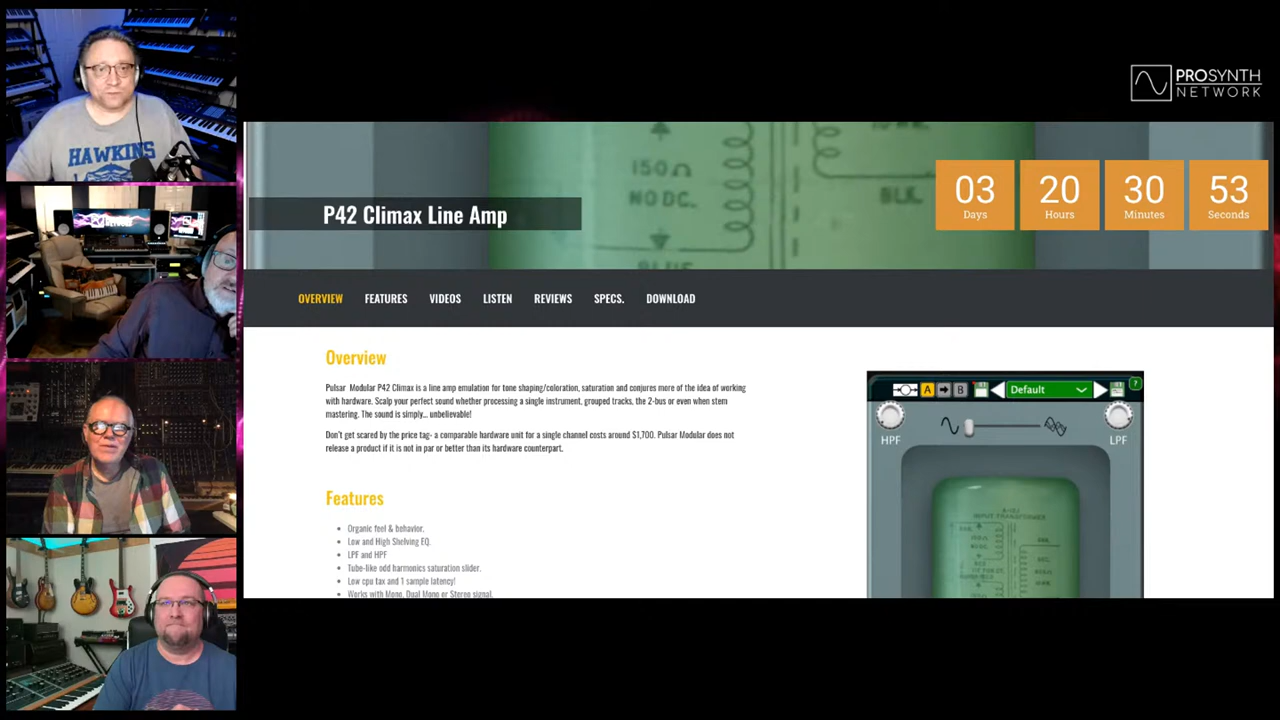 PROSYNTH
NETWORK
HAWKINS
150Ω
NO DC.
BLK.
BLUE
P42 Climax Line Amp
03 20 30 53
Days Hours Minutes Seconds
OVERVIEW FEATURES VIDEOS LISTEN REVIEWS SPECS. DOWNLOAD
Overview
Pulsar Modular P42 Climax is a line amp emulation for tone shaping/coloration, saturation and conjures more of the idea of working
with hardware. Scalp your perfect sound whether processing a single instrument, grouped tracks, the 2-bus or even when stem
mastering. The sound is simply... unbelievable!
Don't get scared by the price tag- a comparable hardware unit for a single channel costs around $1,700. Pulsar Modular does not
release a product if it is not in par or better than its hardware counterpart.
Features
Organic feel & behavior.
Low and High Shelving EQ.
LPF and HPF
Tube-like odd harmonics saturation slider.
Low cpu tax and 1 sample latency!
Works with Mono, Dual Mono or Stereo signal.
A B Default ?
HPF LPF
INPUT TRANSFORMER